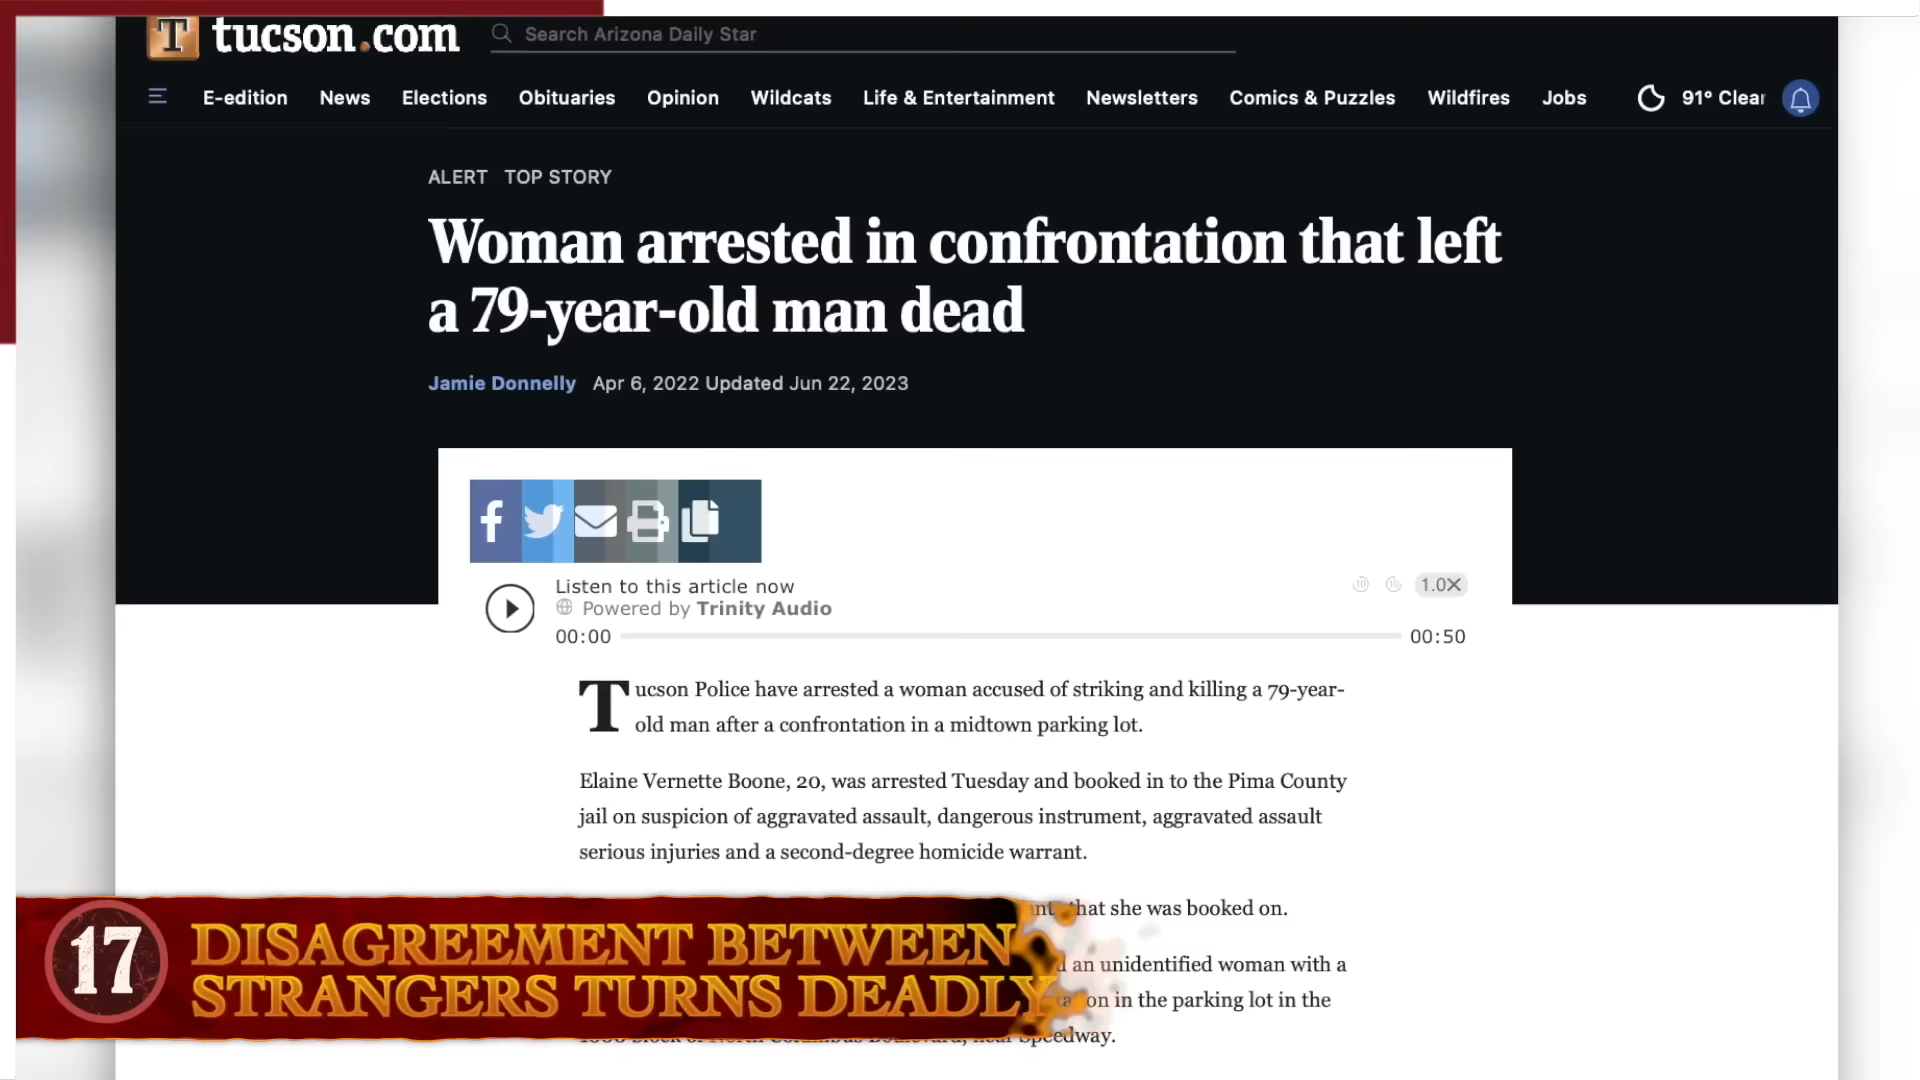 T tucson.com
Search Arizona Daily Star
E-edition News Elections Obituaries Opinion Wildcats Life & Entertainment Newsletters Comics & Puzzles Wildfires Jobs 91° Clear
ALERT TOP STORY
Woman arrested in confrontation that left
a 79-year-old man dead
Jamie Donnelly Apr 6, 2022 Updated Jun 22, 2023
Listen to this article now
Powered by Trinity Audio
10 10 1.0X
00:00 00:50
Tucson Police have arrested a woman accused of striking and killing a 79-year-
old man after a confrontation in a midtown parking lot.
Elaine Vernette Boone, 20, was arrested Tuesday and booked in to the Pima County
jail on suspicion of aggravated assault, dangerous instrument, aggravated assault
serious injuries and a second-degree homicide warrant.
that she was booked on.
an unidentified woman with a
in the parking lot in the
Speedway.
17 DISAGREEMENT BETWEEN
STRANGERS TURNS DEADLY